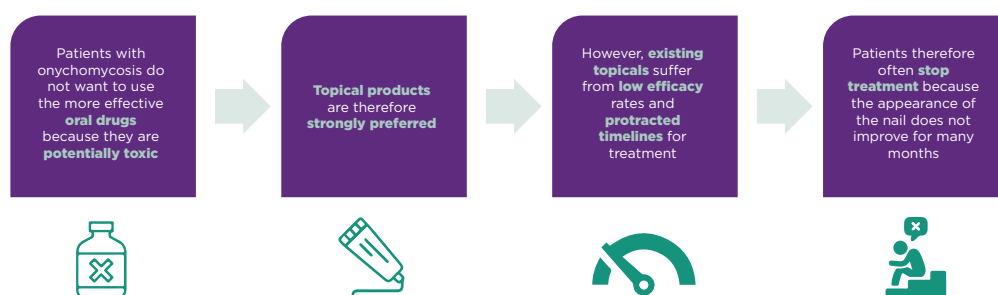 Patients with
onychomycosis do
not want to use
the more effective
oral drugs
because they are
potentially toxic
Topical products
are therefore
strongly preferred
However, existing
topicals suffer
from low efficacy
rates and
protracted
timelines for
treatment
Patients therefore
often stop
treatment because
the appearance of
the nail does not
improve for many
months